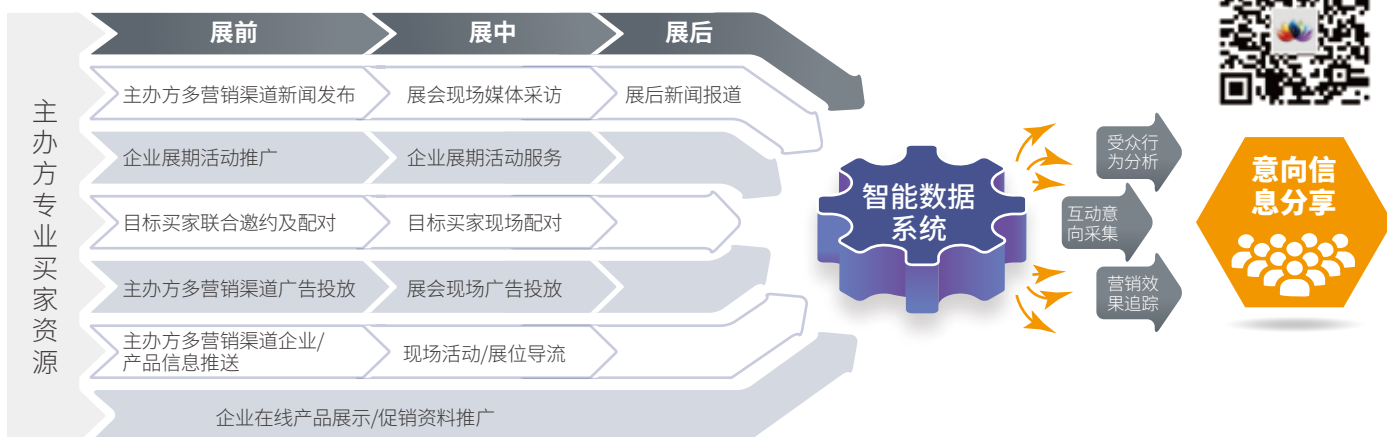 主办方专业买家资源
展前
展中
展后
主办方多营销渠道新闻发布
展会现场媒体采访
展后新闻报道
企业展期活动推广
企业展期活动服务
目标买家联合邀约及配对
目标买家现场配对
主办方多营销渠道广告投放
展会现场广告投放
主办方多营销渠道企业/
产品信息推送
现场活动/展位导流
企业在线产品展示/促销资料推广
智能数据
系统
受众行
为分析
互动意
向采集
营销效
果追踪
意向信
息分享